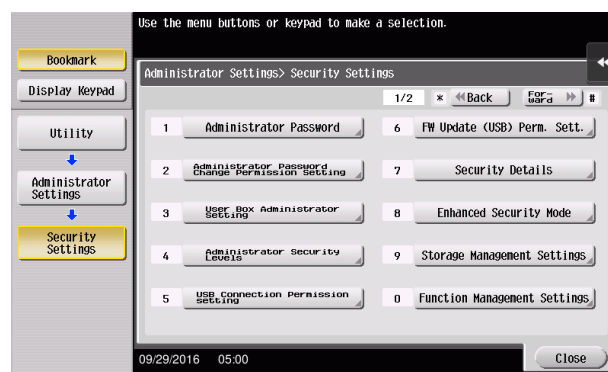 Use the menu buttons or keypad to make a selection.
Bookmark
Display Keypad
Utility
Administrator
Settings
Security
Settings
Administrator Settings> Security Settings
1/2 * Back For-
ward #
1 Administrator Password
2 Administrator Password
Change Permission Setting
3 User Box Administrator
Setting
4 Administrator Security
Levels
5 USB Connection Permission
setting
6 FW Update (USB) Perm. Sett.
7 Security Details
8 Enhanced Security Mode
9 Storage Management Settings
0 Function Management Settings
09/29/2016 05:00
Close